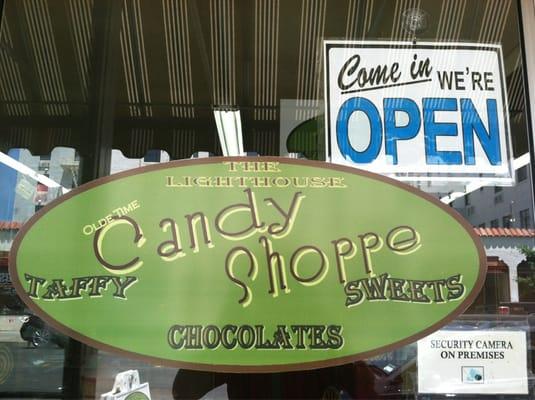 Come in WE'RE
OPEN
THE
LIGHTHOUSE
OLDE TIME
Candy
Shoppe
TAFFY
SWEETS
CHOCOLATES
SECURITY CAMERA
ON PREMISES